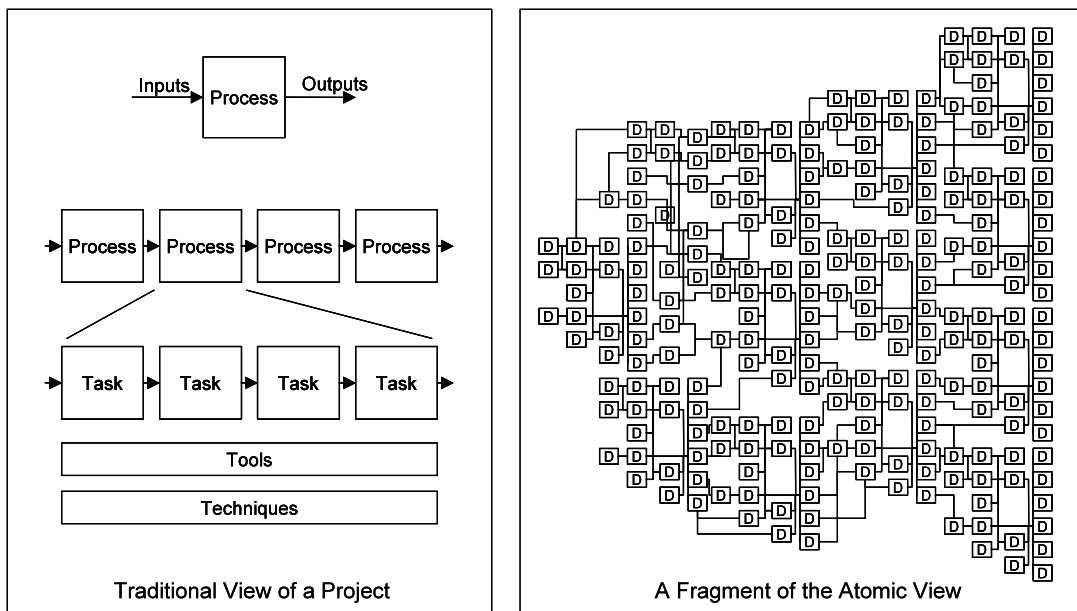 Inputs
Process
Outputs
Process Process Process Process
Task Task Task Task
Tools
Techniques
Traditional View of a Project
D
A Fragment of the Atomic View